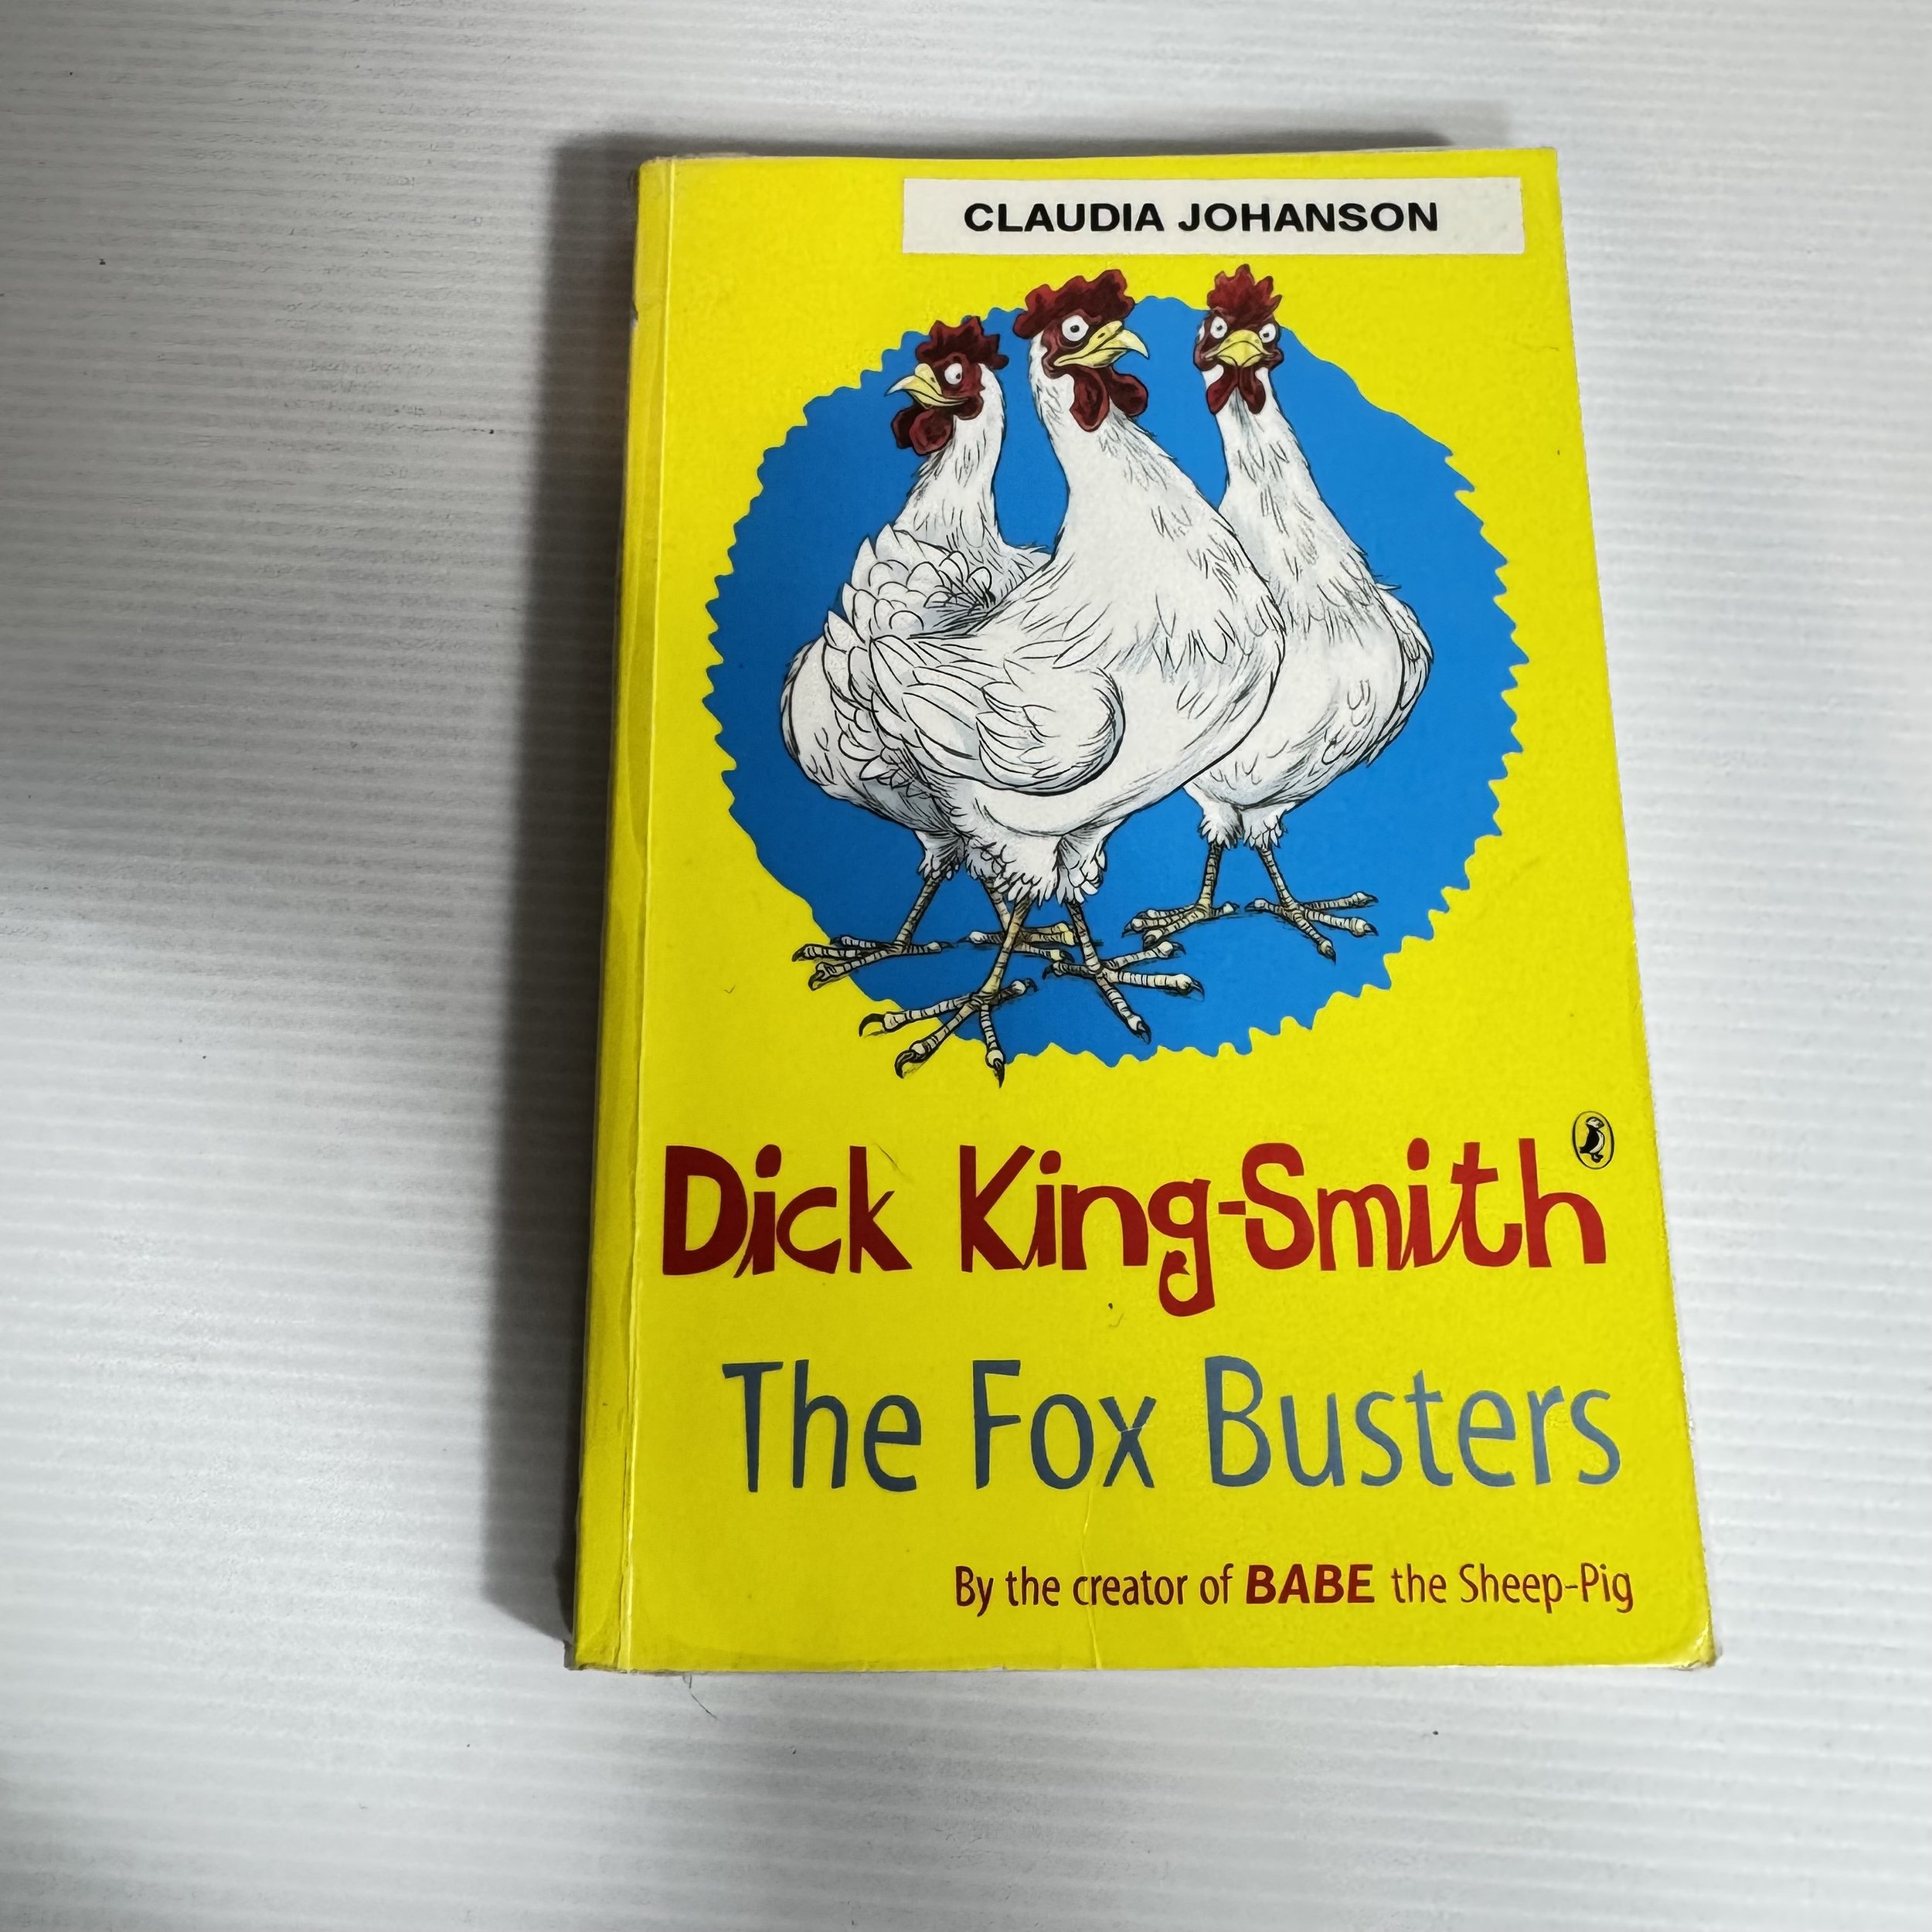 CLAUDIA JOHANSON
Dick King-Smith
The Fox Busters
By the creator of BABE the Sheep-Pig